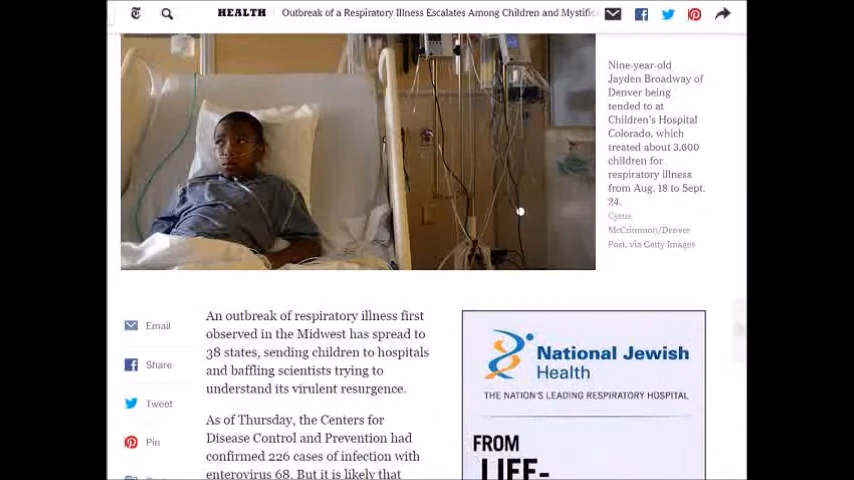 HEALTH
Outbreak of a Respiratory Illness Escalates Among Children and Mystifie
Nine-year-old
Jayden Broadway of
Denver being
tended to at
Children's Hospital
Colorado, which
treated about 3,600
children for
respiratory illness
from Aug. 18 to Sept.
24.
Cyrus
McCrimmon/Denver
Post, via Getty Images
Email
Share
Tweet
Pin
An outbreak of respiratory illness first
observed in the Midwest has spread to
38 states, sending children to hospitals
and baffling scientists trying to
understand its virulent resurgence.
As of Thursday, the Centers for
Disease Control and Prevention had
confirmed 226 cases of infection with
enterovirus 68. But it is likely that
National Jewish
Health
THE NATION'S LEADING RESPIRATORY HOSPITAL
FROM
LIFE-